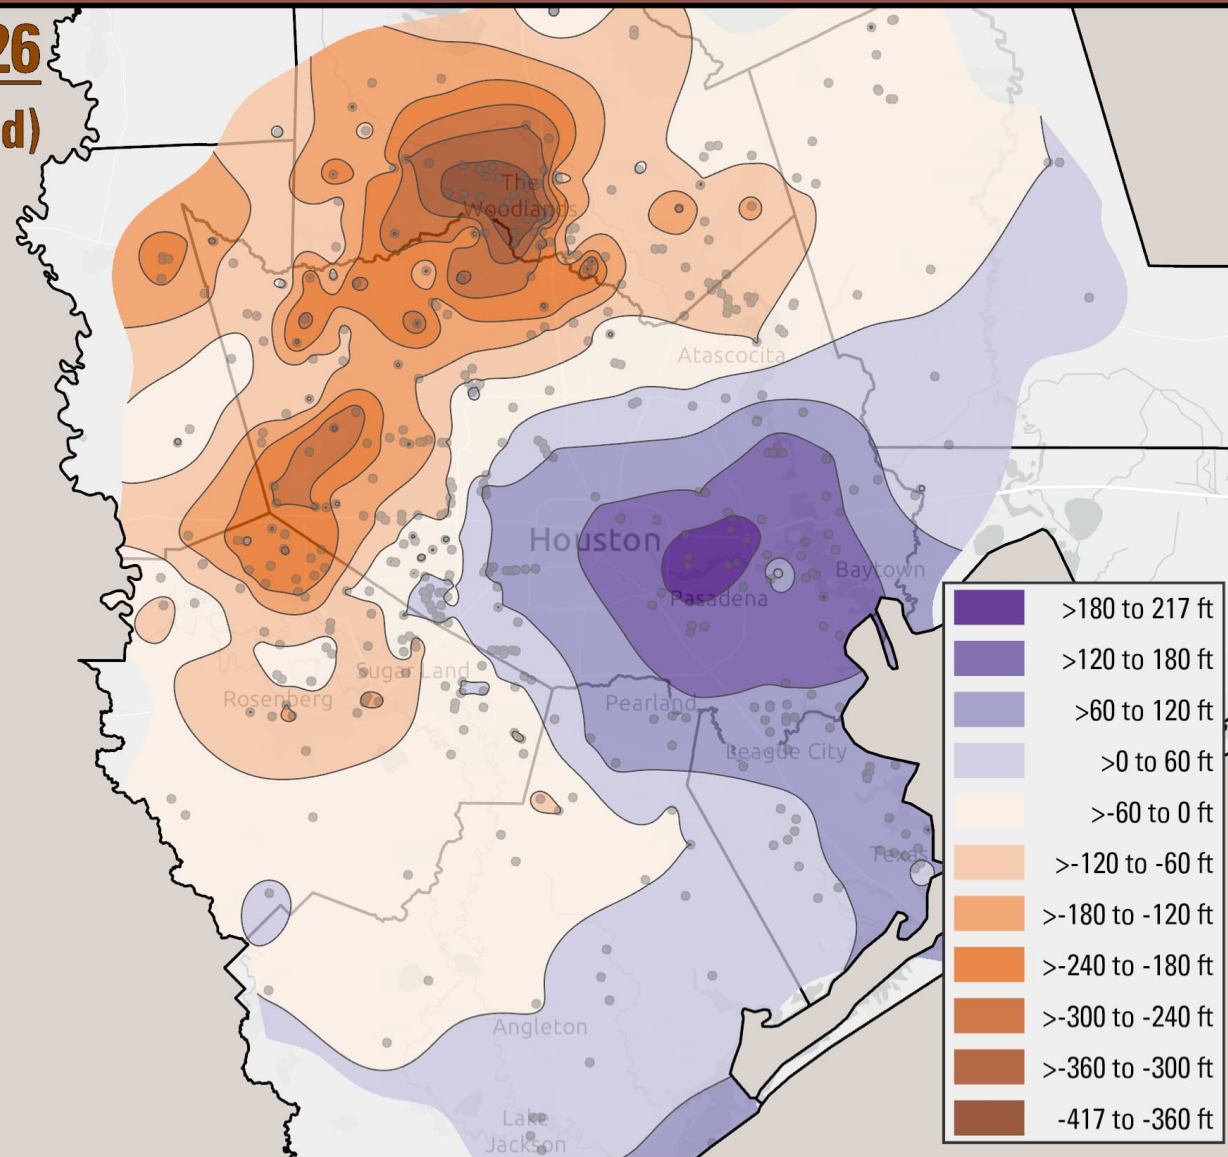 26
d)
The
Woodlands
Atascocita
Houston
Baytown
Pasadena
Sugar Land
Rosenberg
Pearland
League City
Texas
Angleton
Lake
Jackson
>180 to 217 ft
>120 to 180 ft
>60 to 120 ft
>0 to 60 ft
>-60 to 0 ft
>-120 to -60 ft
>-180 to -120 ft
>-240 to -180 ft
>-300 to -240 ft
>-360 to -300 ft
-417 to -360 ft